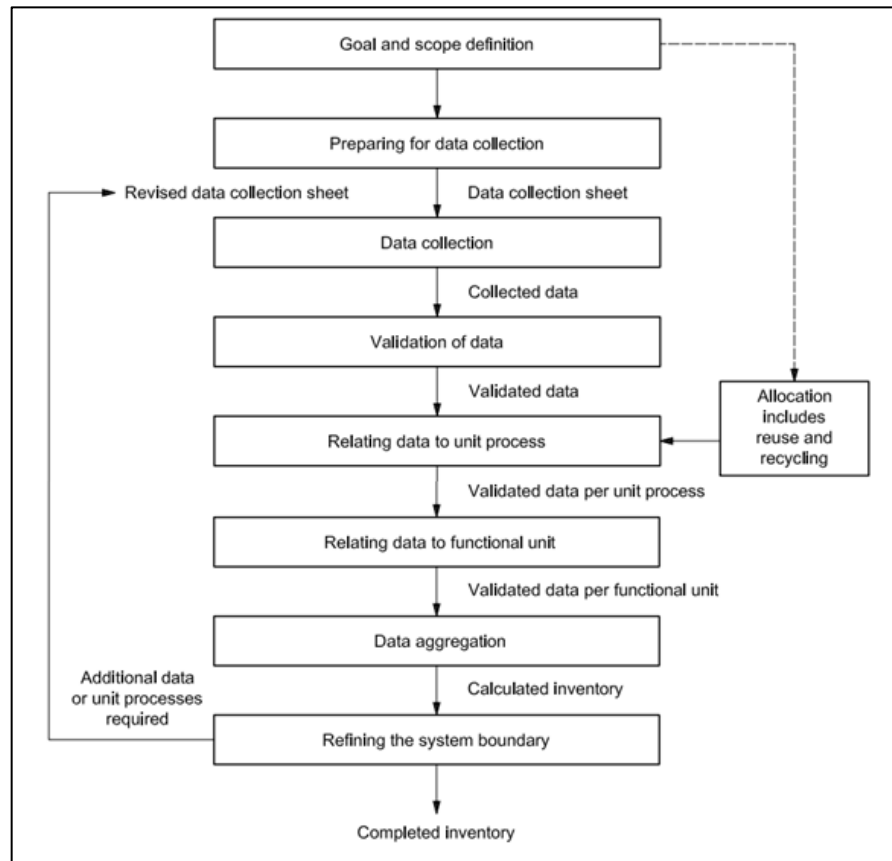 Goal and scope definition
Preparing for data collection
Revised data collection sheet
Data collection sheet
Data collection
Collected data
Validation of data
Validated data
Allocation
includes
reuse and
recycling
Relating data to unit process
Validated data per unit process
Relating data to functional unit
Validated data per functional unit
Data aggregation
Additional data
or unit processes
required
Calculated inventory
Refining the system boundary
Completed inventory